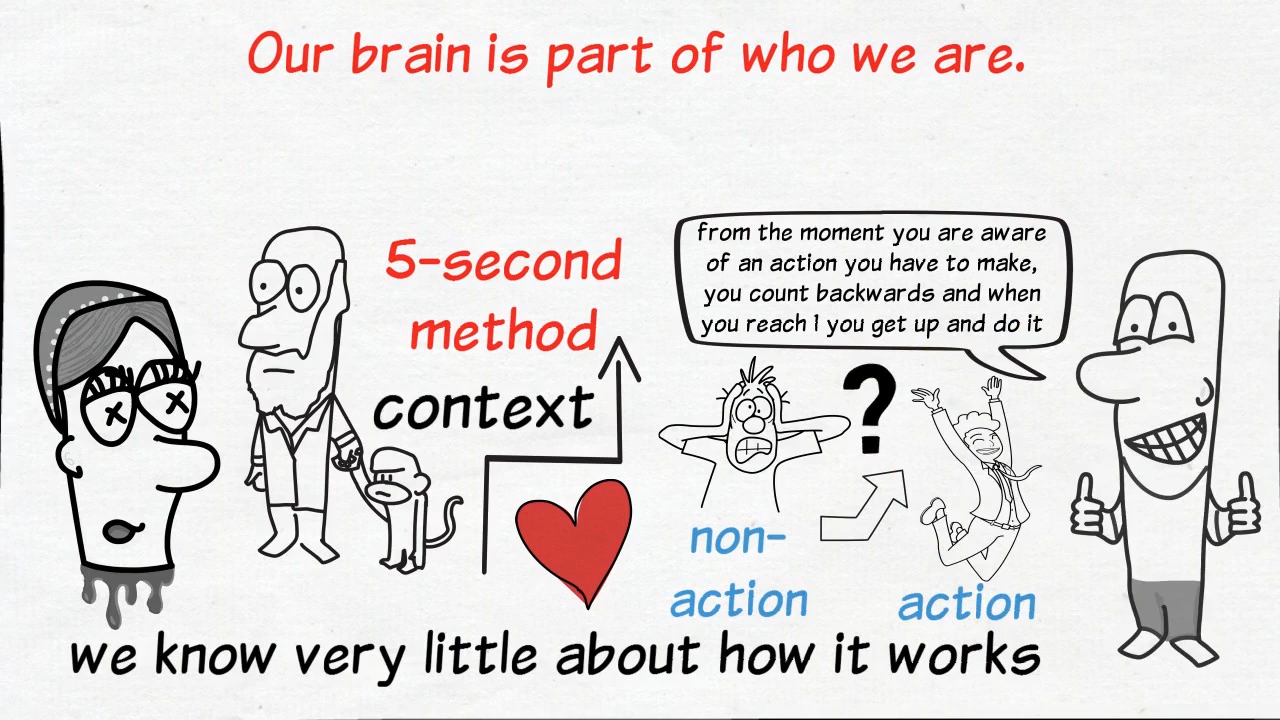 Our brain is part of who we are.
5-second
method
context
from the moment you are aware
of an action you have to make,
you count backwards and when
you reach 1 you get up and do it
?
non-
action
action
we know very little about how it works